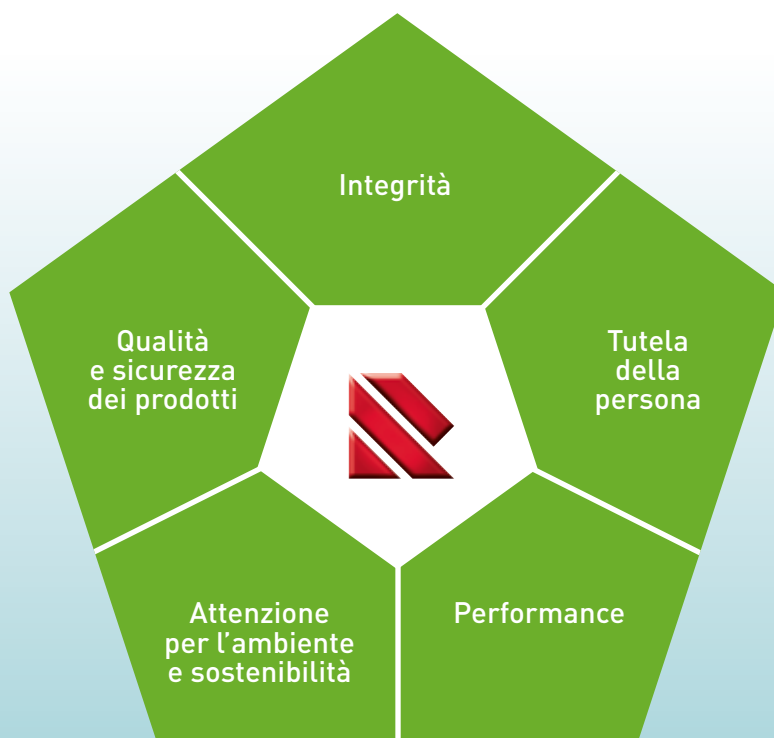 Integrità
Qualità
e sicurezza
dei prodotti
Tutela
della
persona
Attenzione
per l’ambiente
e sostenibilità
Performance